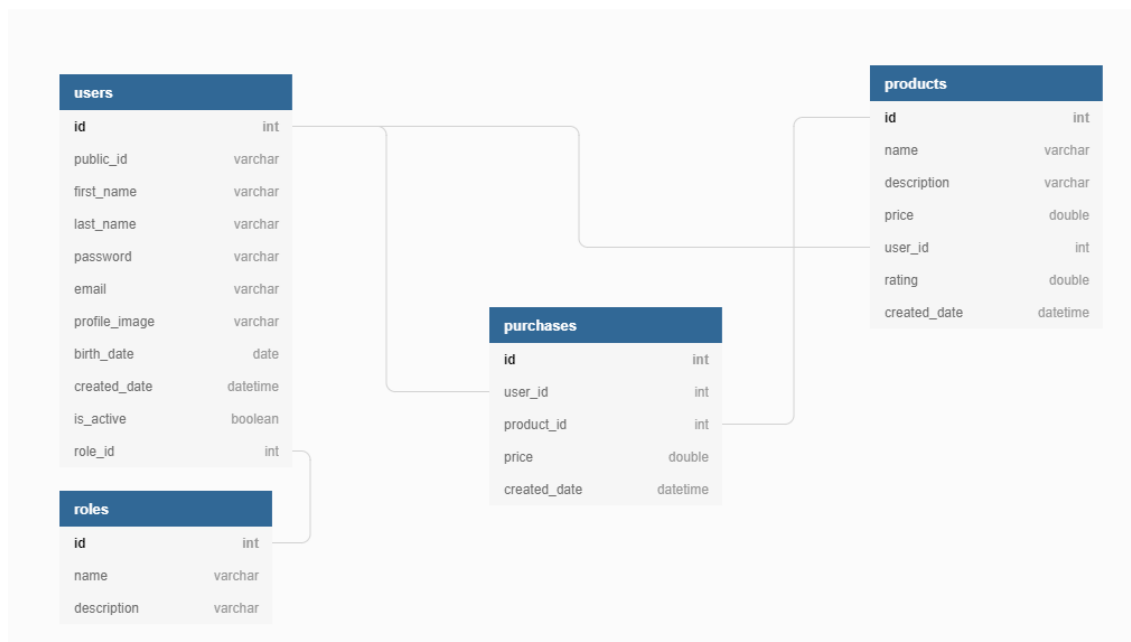 users
id int
public_id varchar
first_name varchar
last_name varchar
password varchar
email varchar
profile_image varchar
birth_date date
created_date datetime
is_active boolean
role_id int
roles
id int
name varchar
description varchar
purchases
id int
user_id int
product_id int
price double
created_date datetime
products
id int
name varchar
description varchar
price double
user_id int
rating double
created_date datetime